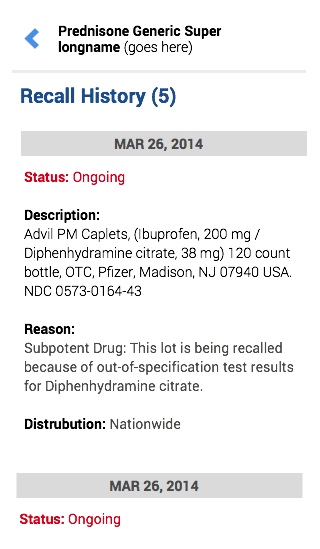 Prednisone Generic Super
longname (goes here)
Recall History (5)
MAR 26, 2014
Status: Ongoing
Description:
Advil PM Caplets, (Ibuprofen, 200 mg /
Diphenhydramine citrate, 38 mg) 120 count
bottle, OTC, Pfizer, Madison, NJ 07940 USA.
NDC 0573-0164-43
Reason:
Subpotent Drug: This lot is being recalled
because of out-of-specification test results
for Diphenhydramine citrate.
Distrubution: Nationwide
MAR 26, 2014
Status: Ongoing